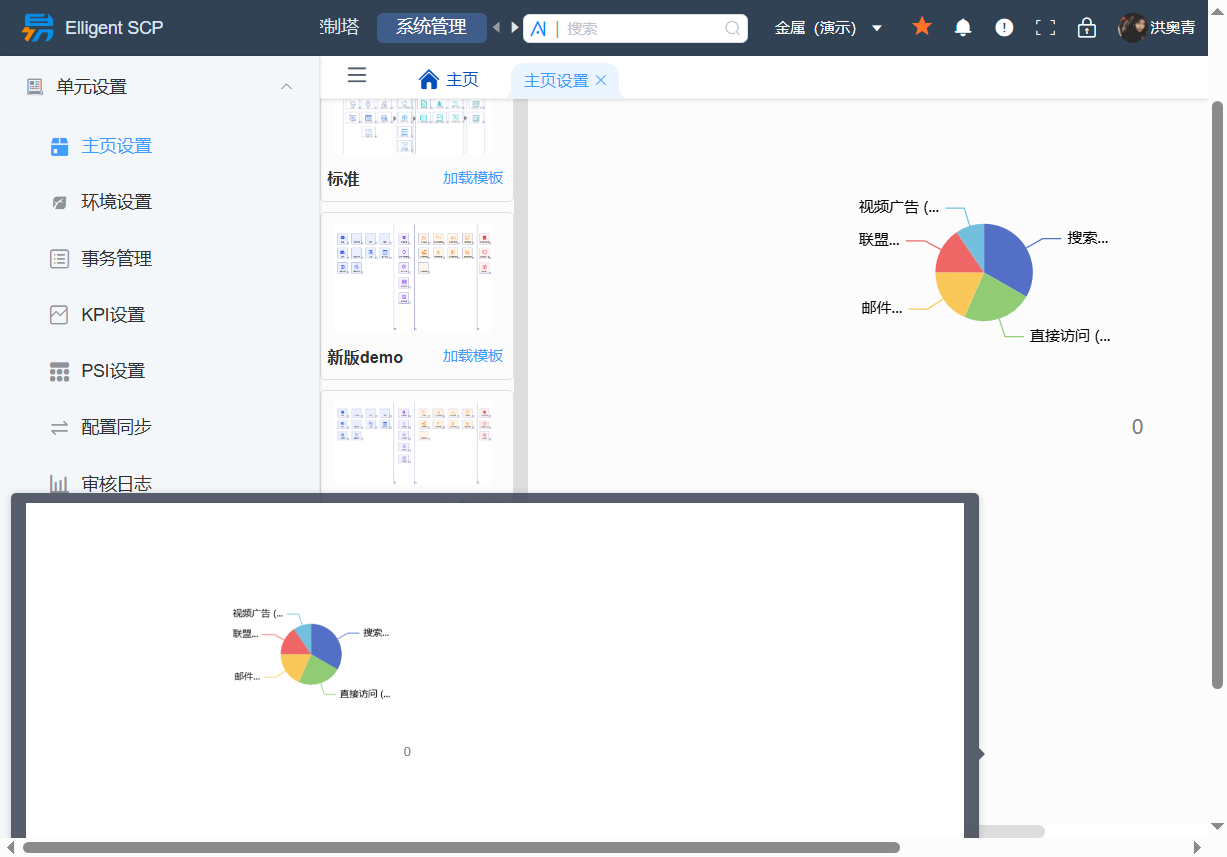 Elligent SCP
制塔
系统管理
AI
搜索
金属（演示）
洪奥青
单元设置
主页
主页设置
主页设置
环境设置
事务管理
KPI设置
PSI设置
配置同步
审核日志
标准
加载模板
新版demo
加载模板
视频广告 (...
联盟...
搜索...
邮件...
直接访问 (...
0
视频广告 (...
联盟...
搜索...
邮件...
直接访问 (...
0